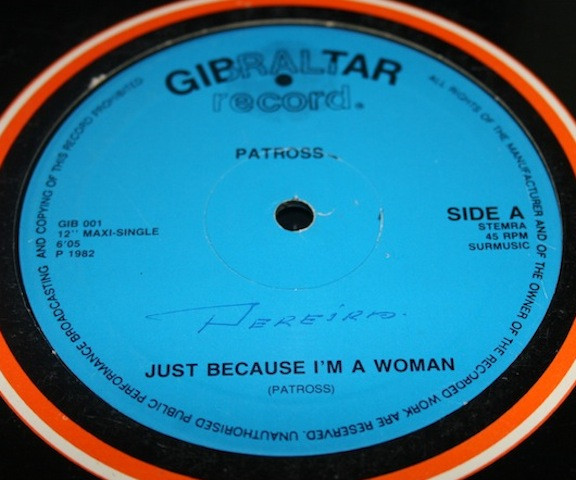 GIBRALTAR
record.
PATROSS
GIB 001
12'' MAXI-SINGLE
6'05
P 1982
SIDE A
STEMRA
45 RPM
SURMUSIC
Pereira.
JUST BECAUSE I'M A WOMAN
(PATROSS)
ALL RIGHTS OF THE MANUFACTURER AND OF THE OWNER OF THE RECORDED WORK ARE RESERVED. UNAUTHORISED PUBLIC PERFORMANCE BROADCASTING AND COPYING OF THIS RECORD PROHIBITED